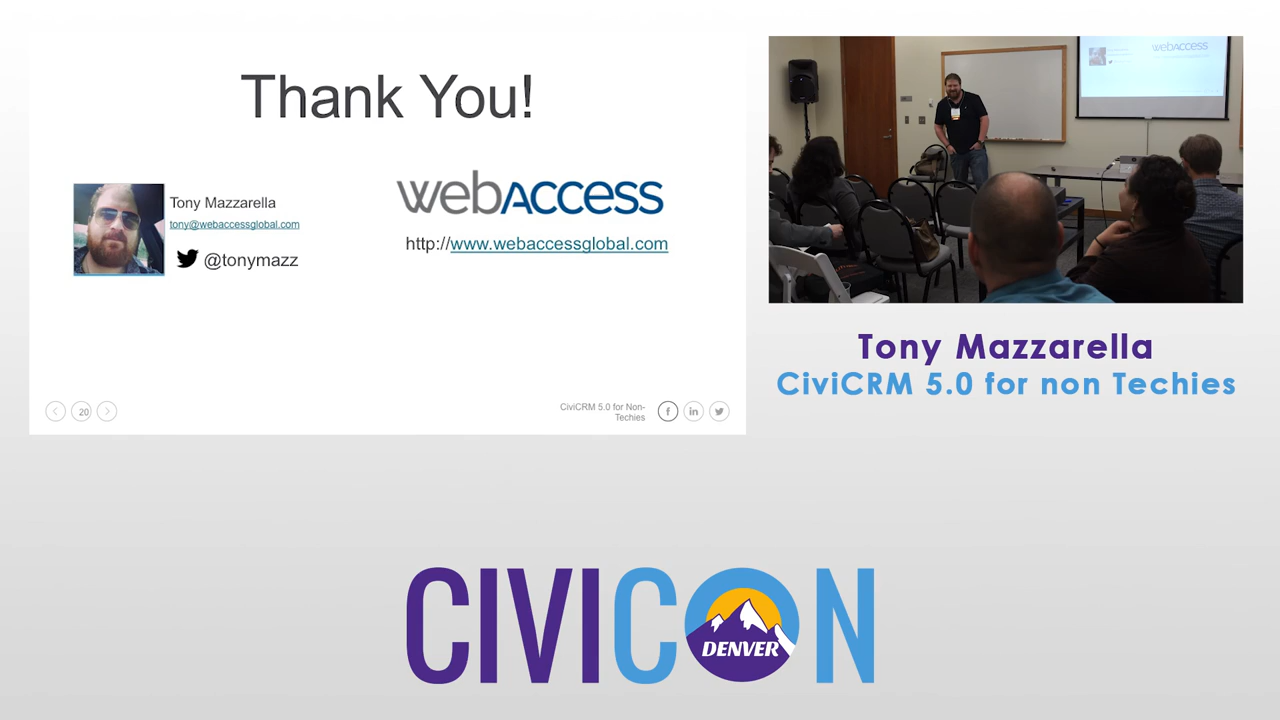 Thank You!
Tony Mazzarella
tony@webaccessglobal.com
@tonymazz
webACCESS
http://www.webaccessglobal.com
20
CiviCRM 5.0 for Non-
Techies
webACCESS
Tony Mazzarella
CiviCRM 5.0 for non Techies
CIVICON
DENVER